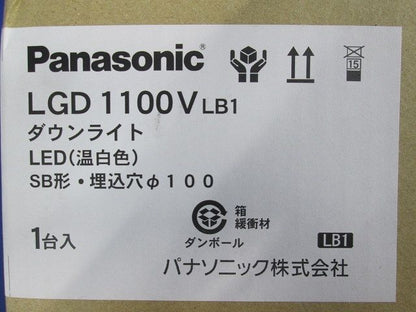 Panasonic®
15
LGD 1100V LB1
ダウンライト
LED(温白色)
SB形・埋込穴φ100
1台入
箱
緩衝材
ダンボール
LB1
パナソニック株式会社